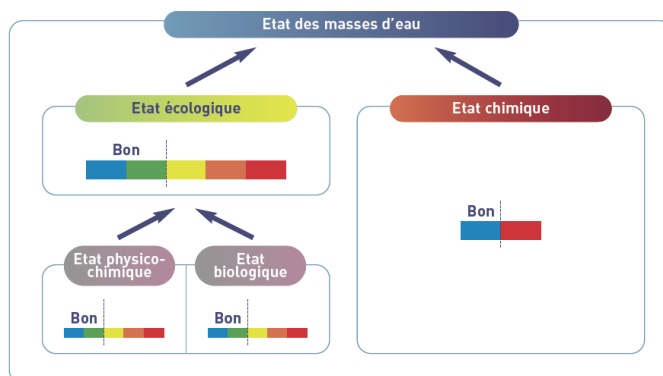 Etat des masses d'eau
Etat écologique
Etat chimique
Bon
Bon
Etat physico-
chimique
Etat
biologique
Bon
Bon